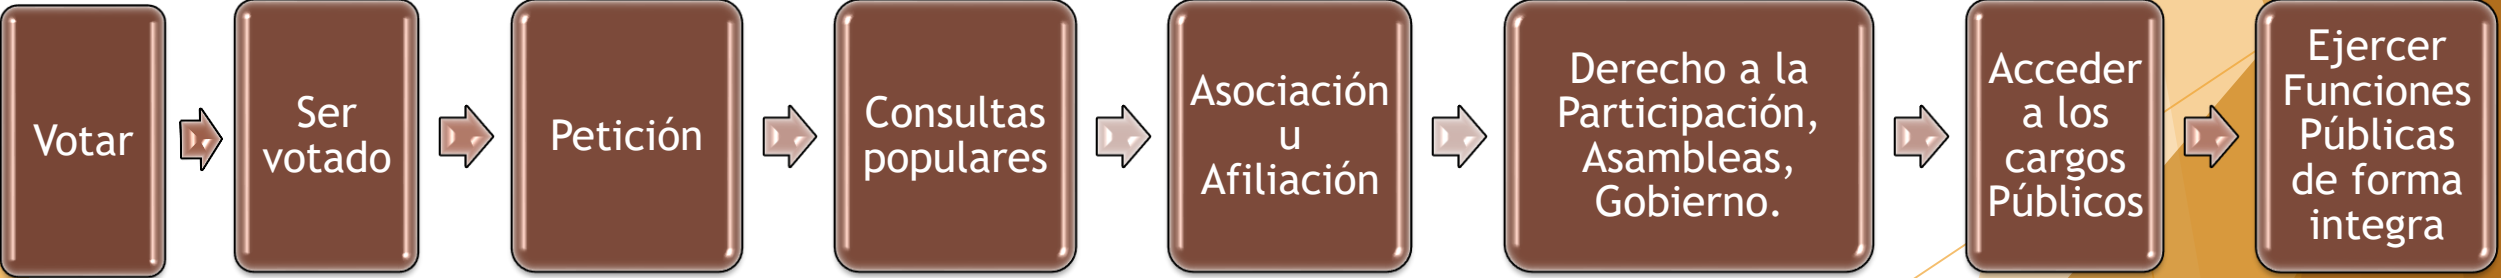 Votar
Ser
votado
Petición
Consultas
populares
Asociación
u
Afiliación
Derecho a la
Participación,
Asambleas,
Gobierno.
Acceder
a los
cargos
Públicos
Ejercer
Funciones
Públicas
de forma
integra